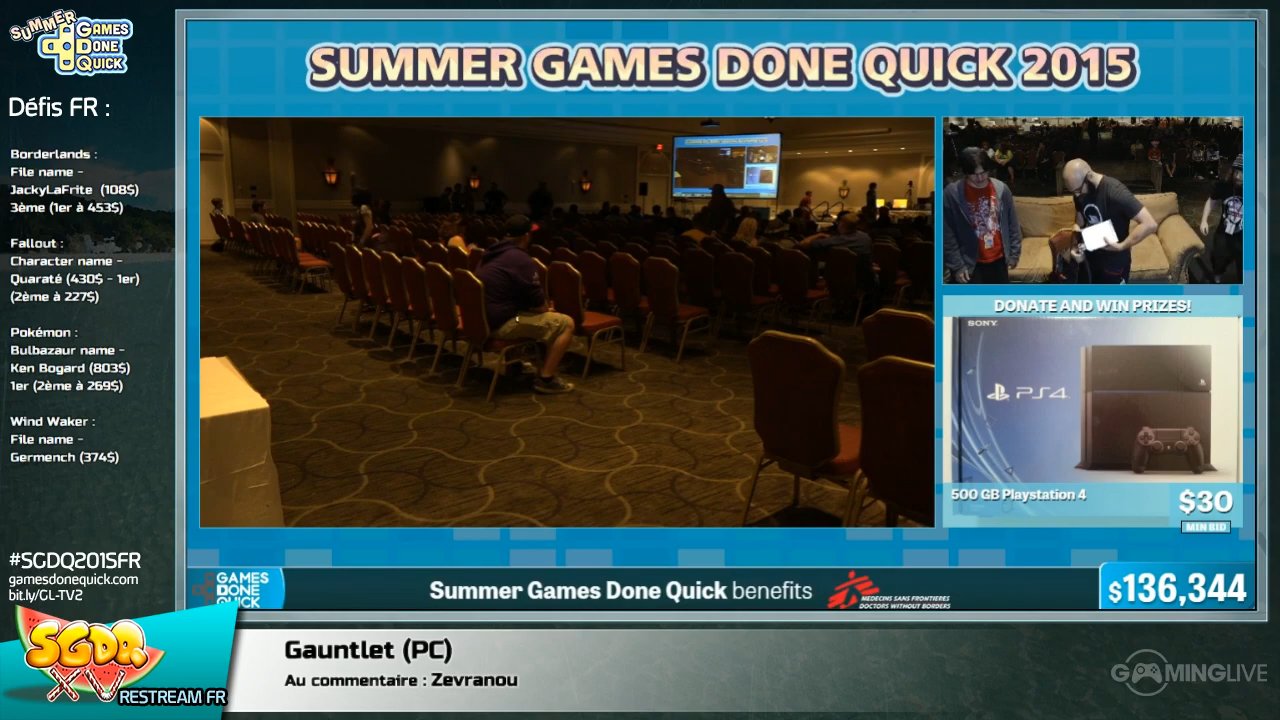 SUMMER
GAMES
DONE
QUICK
Défis FR :
Borderlands :
File name -
JackyLaFrite (108$)
3ème (1er à 453$)
Fallout :
Character name -
Quaraté (430$ - 1er)
(2ème à 227$)
Pokémon :
Bulbazaur name -
Ken Bogard (803$)
1er (2ème à 269$)
Wind Waker :
File name -
Germench (374$)
#SGDQ2015FR
gamesdonequick.com
bit.ly/GL-TV2
SUMMER GAMES DONE QUICK 2015
DONATE AND WIN PRIZES!
SONY
PS4
500 GB Playstation 4
$30
MIN BID
GAMES
DONE
QUICK
Summer Games Done Quick benefits
MEDECINS SANS FRONTIERES
DOCTORS WITHOUT BORDERS
$136,344
SGDQ
XV
RESTREAM FR
Gauntlet (PC)
Au commentaire : Zevranou
GAMINGLIVE